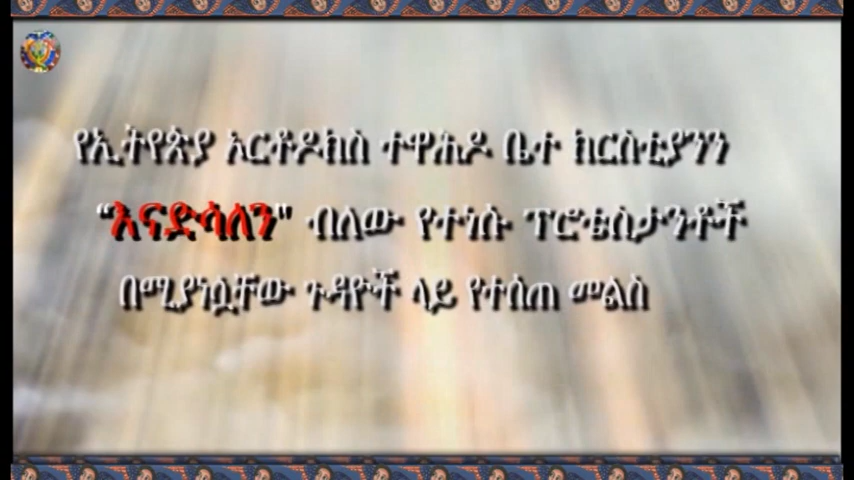 የኢትዮጵያ ኦርቶዶክስ ተዋሕዶ ቤተ ክርስቲያንን
"እናድሳለን" ብለው የተነሱ ፕሮቴስታንቶች
በሚያነሷቸው ጉዳዮች ላይ የተሰጠ መልስ